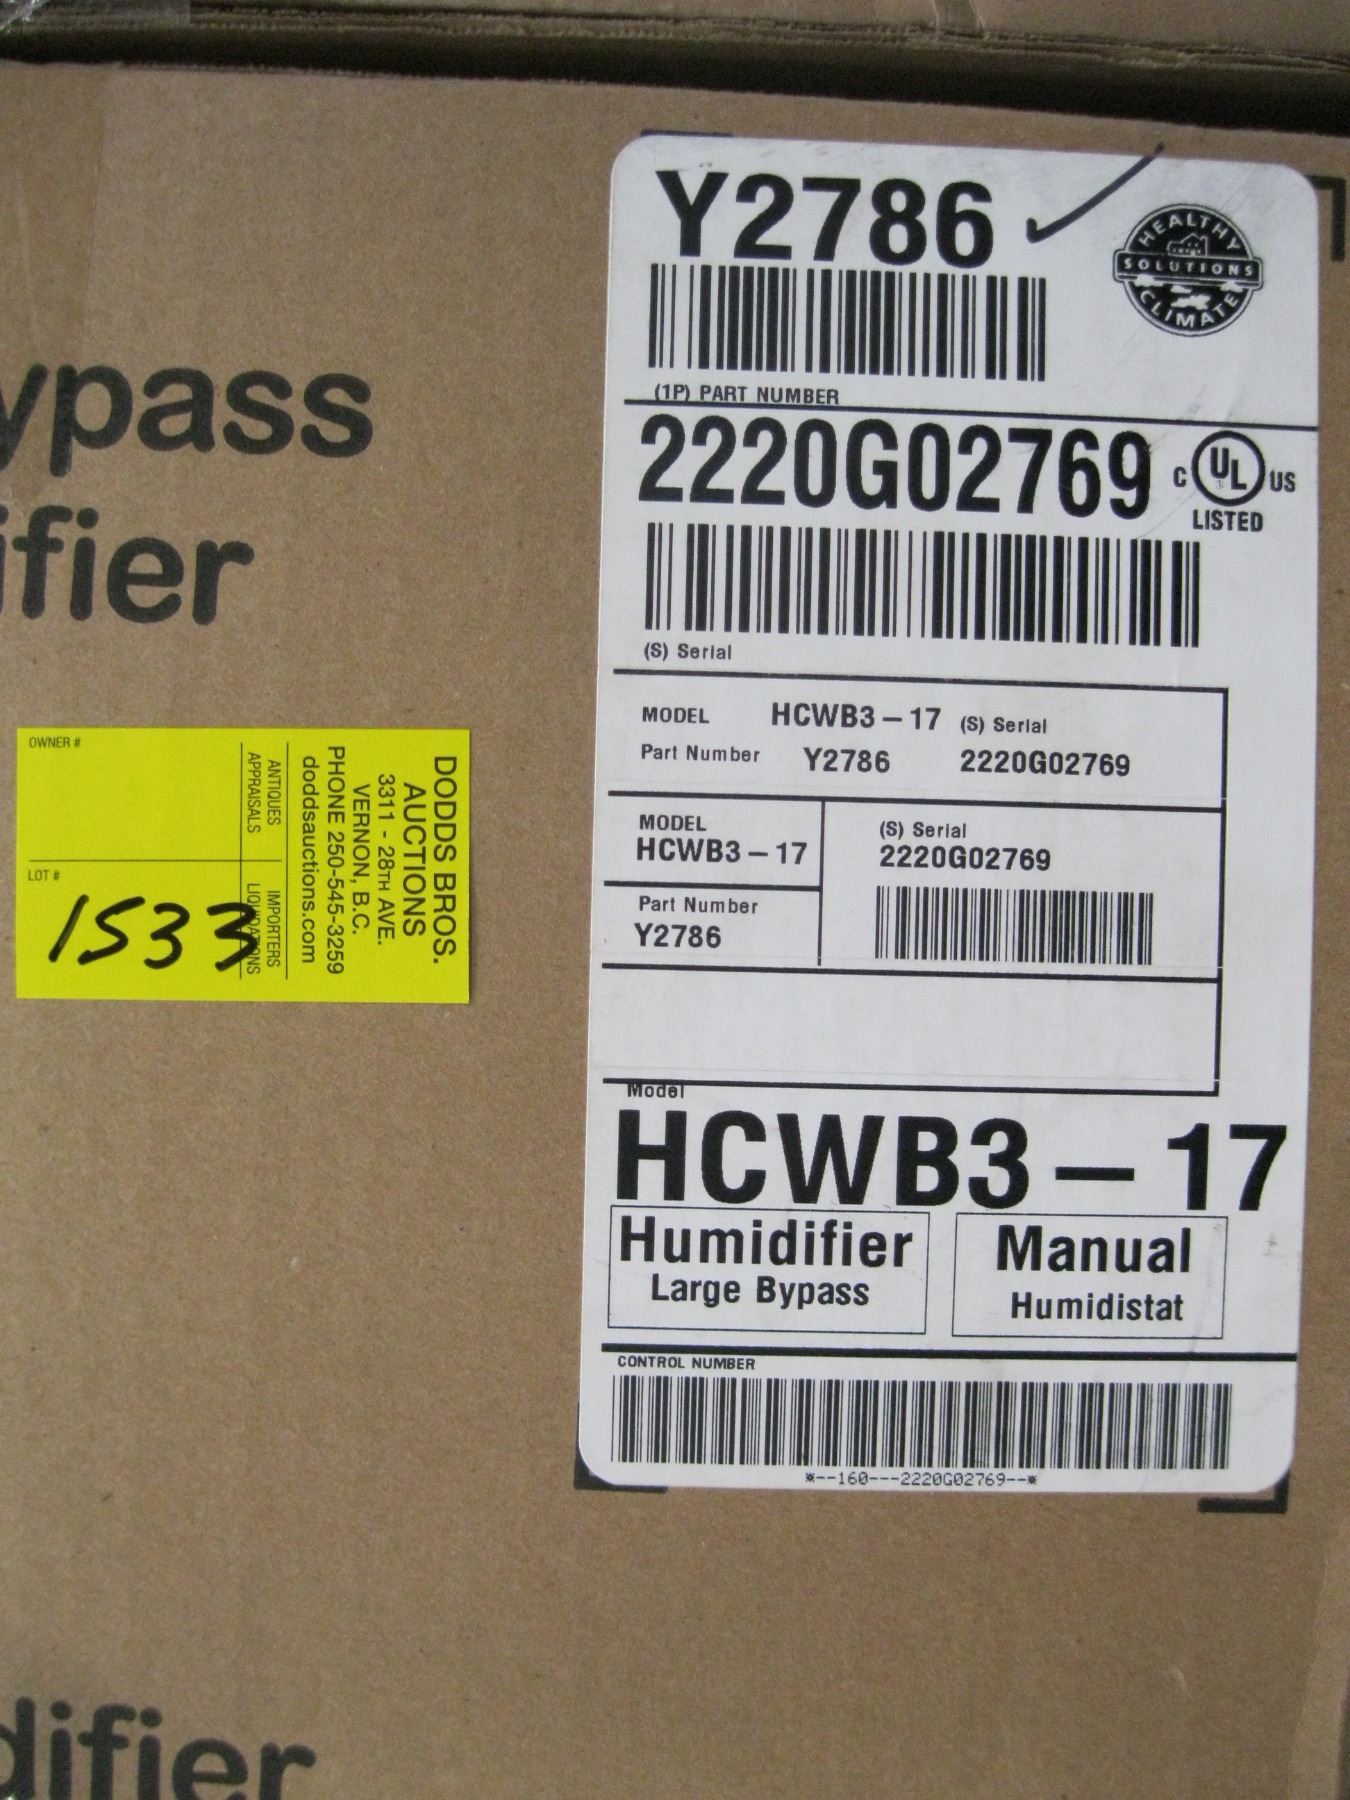 ypass
ifier
difier
OWNER #
LOT #
1533
ANTIQUES
APPRAISALS
IMPORTERS
LIQUIDATIONS
DODDS BROS.
AUCTIONS
3311 - 28TH AVE.
VERNON, B.C.
PHONE 250-545-3259
doddsauctions.com
Y2786
HEALTHY
SOLUTIONS
CLIMATE
(1P) PART NUMBER
2220G02769
C UL US
LISTED
(S) Serial
MODEL HCWB3-17 (S) Serial
Part Number Y2786 2220G02769
MODEL
HCWB3-17
Part Number
Y2786
(S) Serial
2220G02769
Model
HCWB3-17
Humidifier
Large Bypass
Manual
Humidistat
CONTROL NUMBER
*--160---2220G02769--*